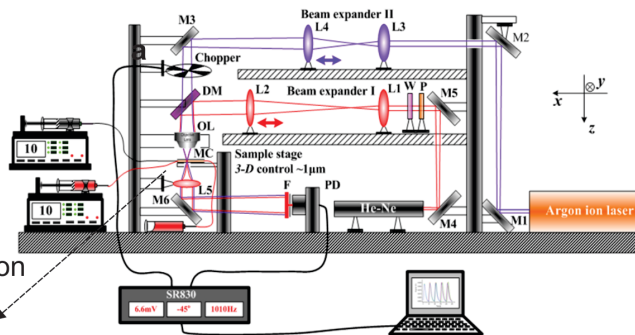 Beam expander II
M3
L4
L3
M2
a
Chopper
DM
L2
Beam expander I
L1
W
P
M5
x
y
z
OL
MC
Sample stage
3-D control ~1μm
10
L5
F
PD
M6
He-Ne
M4
M1
Argon ion laser
10
on
SR830
6.6mV
-45°
1010Hz